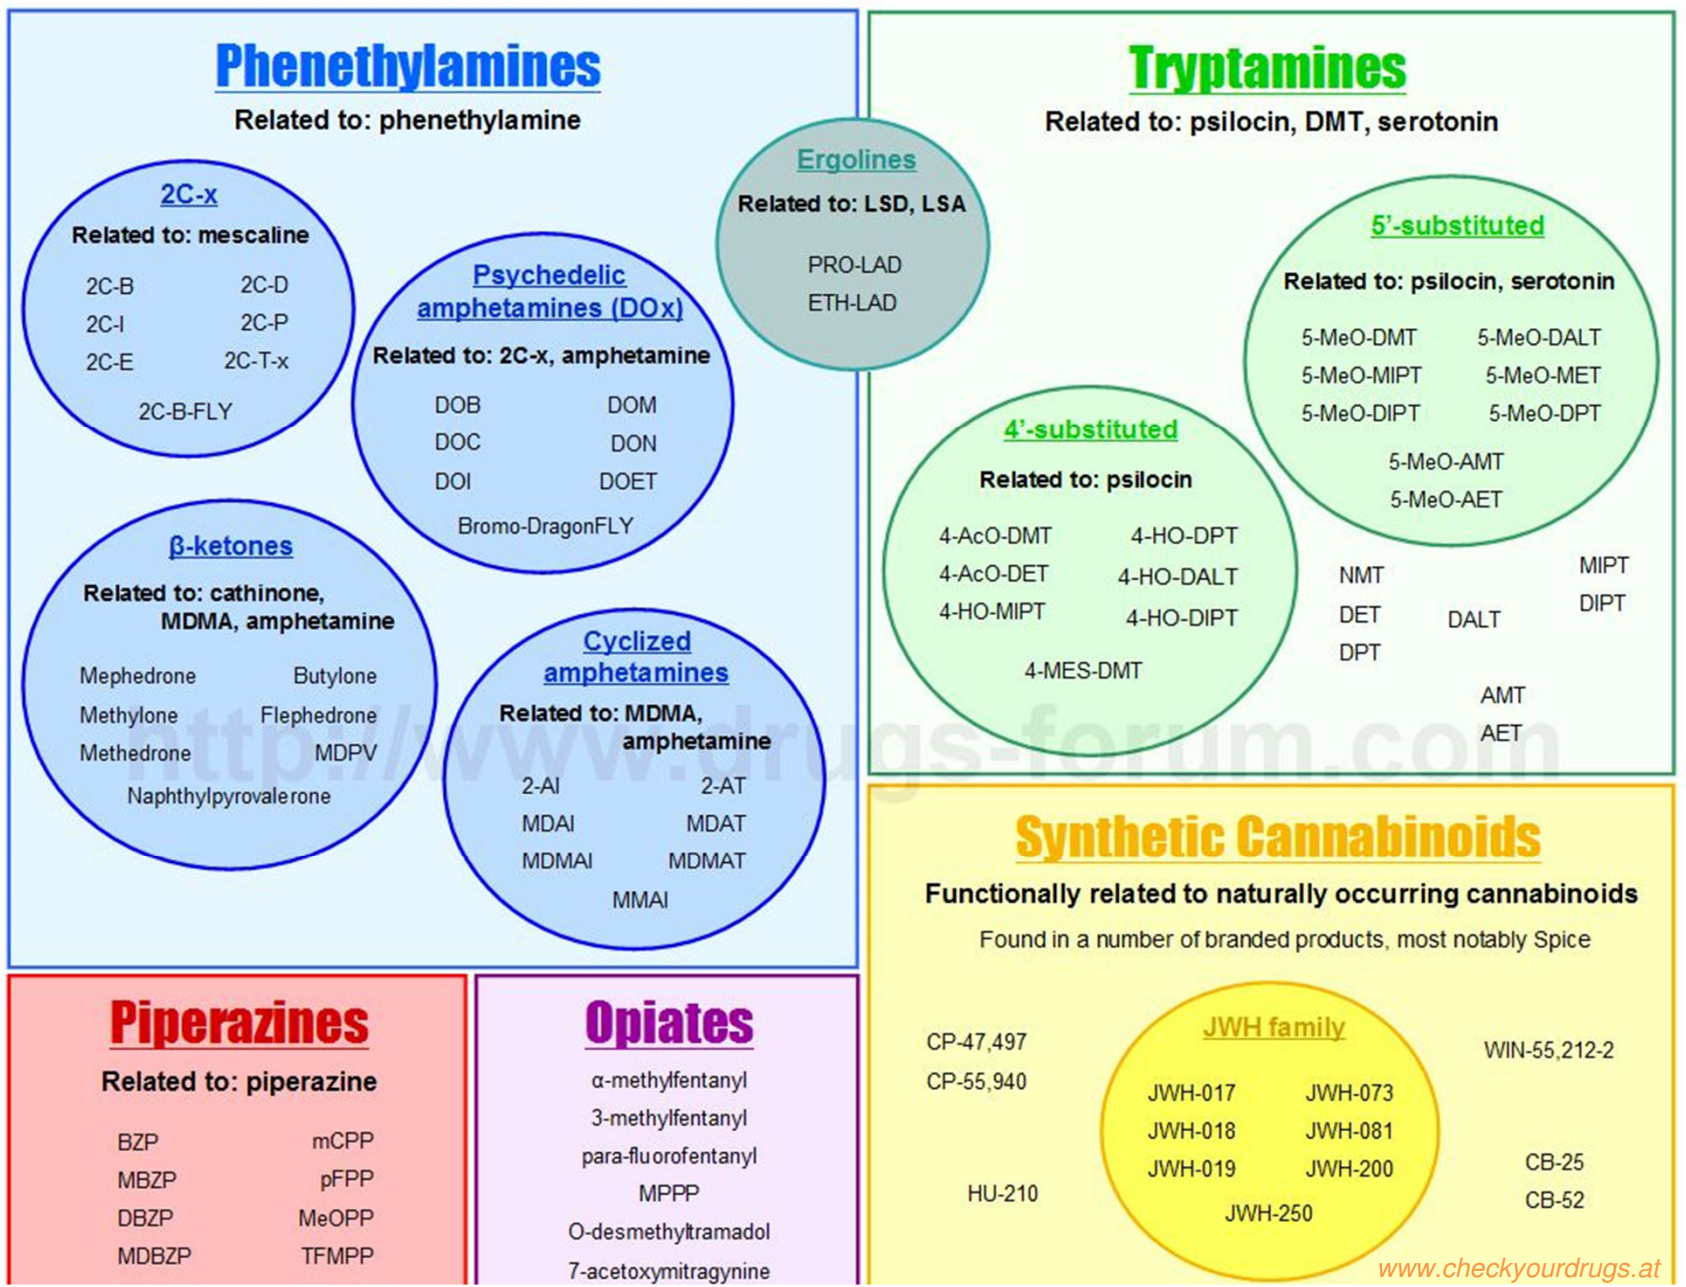 Phenethylamines
Related to: phenethylamine
2C-x
Related to: mescaline
2C-B 2C-D
2C-I 2C-P
2C-E 2C-T-x
2C-B-FLY
Psychedelic
amphetamines (DOx)
Related to: 2C-x, amphetamine
DOB DOM
DOC DON
DOI DOET
Bromo-DragonFLY
β-ketones
Related to: cathinone,
MDMA, amphetamine
Mephedrone Butylone
Methylone Flephedrone
Methedrone MDPV
Naphthylpyrovalerone
Cyclized
amphetamines
Related to: MDMA,
amphetamine
2-AI 2-AT
MDAI MDAT
MDMAI MDMAT
MMAI
Ergolines
Related to: LSD, LSA
PRO-LAD
ETH-LAD
Tryptamines
Related to: psilocin, DMT, serotonin
5’-substituted
Related to: psilocin, serotonin
5-MeO-DMT 5-MeO-DALT
5-MeO-MIPT 5-MeO-MET
5-MeO-DIPT 5-MeO-DPT
5-MeO-AMT
5-MeO-AET
4’-substituted
Related to: psilocin
4-AcO-DMT 4-HO-DPT
4-AcO-DET 4-HO-DALT
4-HO-MIPT 4-HO-DIPT
4-MES-DMT
NMT
DET
DPT
DALT
MIPT
DIPT
AMT
AET
http://www.drugs-forum.com
Piperazines
Related to: piperazine
BZP mCPP
MBZP pFPP
DBZP MeOPP
MDBZP TFMPP
Opiates
α-methylfentanyl
3-methylfentanyl
para-fluorofentanyl
MPPP
O-desmethyltramadol
7-acetoxymitragynine
Synthetic Cannabinoids
Functionally related to naturally occurring cannabinoids
Found in a number of branded products, most notably Spice
CP-47,497
CP-55,940
HU-210
JWH family
JWH-017 JWH-073
JWH-018 JWH-081
JWH-019 JWH-200
JWH-250
WIN-55,212-2
CB-25
CB-52
www.checkyourdrugs.at